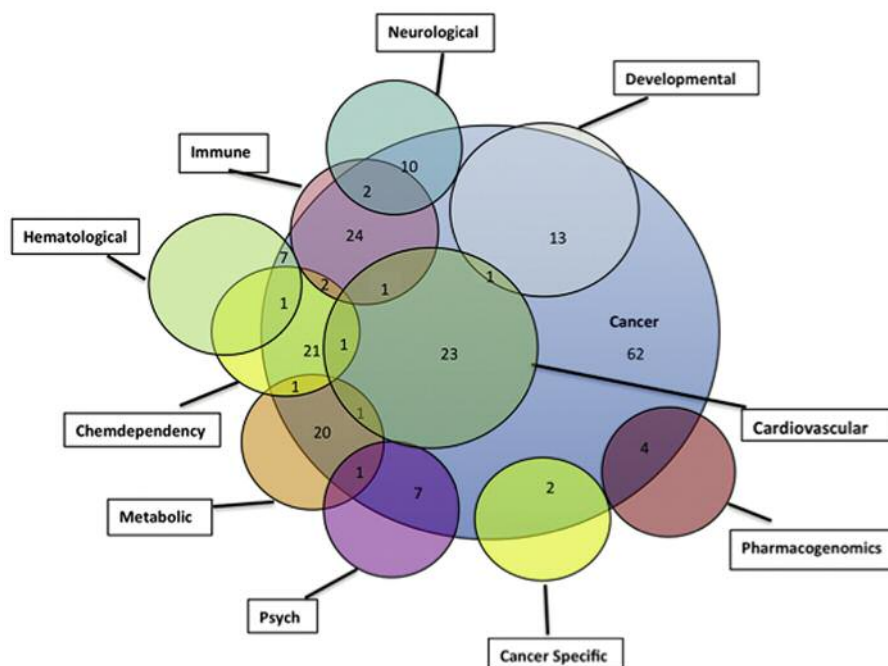 Neurological
Developmental
Immune
10
2
Hematological
24
13
7
2
1
1
1
Cancer
21
1
23
62
1
1
Chemdependency
Cardiovascular
20
4
1
7
2
Metabolic
Pharmacogenomics
Psych
Cancer Specific